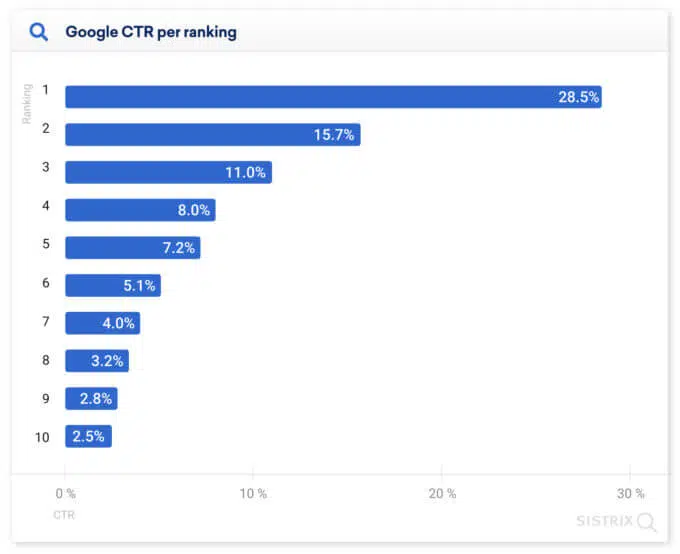 Google CTR per ranking
Ranking
1 28.5%
2 15.7%
3 11.0%
4 8.0%
5 7.2%
6 5.1%
7 4.0%
8 3.2%
9 2.8%
10 2.5%
0 % 10 % 20 % 30 %
CTR
SISTRIX